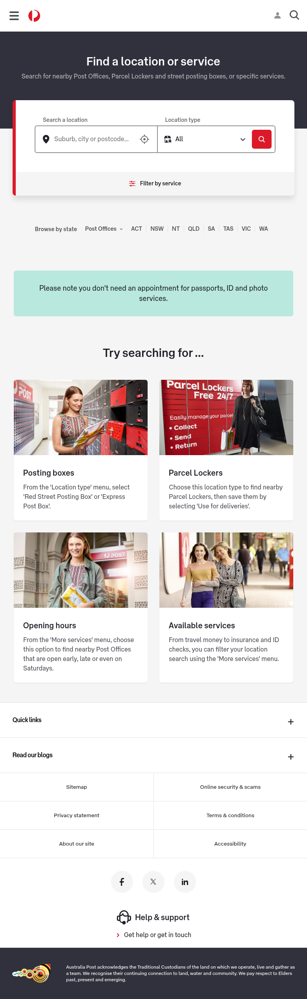 Find a location or service
Search for nearby Post Offices, Parcel Lockers and street posting boxes, or specific services.
Search a location
Location type
Suburb, city or postcode...
All
Filter by service
Browse by state
Post Offices
ACT
NSW
NT
QLD
SA
TAS
VIC
WA
Please note you don't need an appointment for passports, ID and photo
services.
Try searching for ...
POST
Parcel Lockers
Free 24/7
Easily manage your parcels
• Collect
• Send
• Return
Posting boxes
From the 'Location type' menu, select
'Red Street Posting Box' or 'Express
Post Box'.
Parcel Lockers
Choose this location type to find nearby
Parcel Lockers, then save them by
selecting 'Use for deliveries'.
POST
Opening hours
From the 'More services' menu, choose
this option to find nearby Post Offices
that are open early, late or even on
Saturdays.
Available services
From travel money to insurance and ID
checks, you can filter your location
search using the 'More services' menu.
Quick links
Read our blogs
Sitemap
Online security & scams
Privacy statement
Terms & conditions
About our site
Accessibility
Help & support
Get help or get in touch
Australia Post acknowledges the Traditional Custodians of the land on which we operate, live and gather as
a team. We recognise their continuing connection to land, water and community. We pay respect to Elders
past, present and emerging.